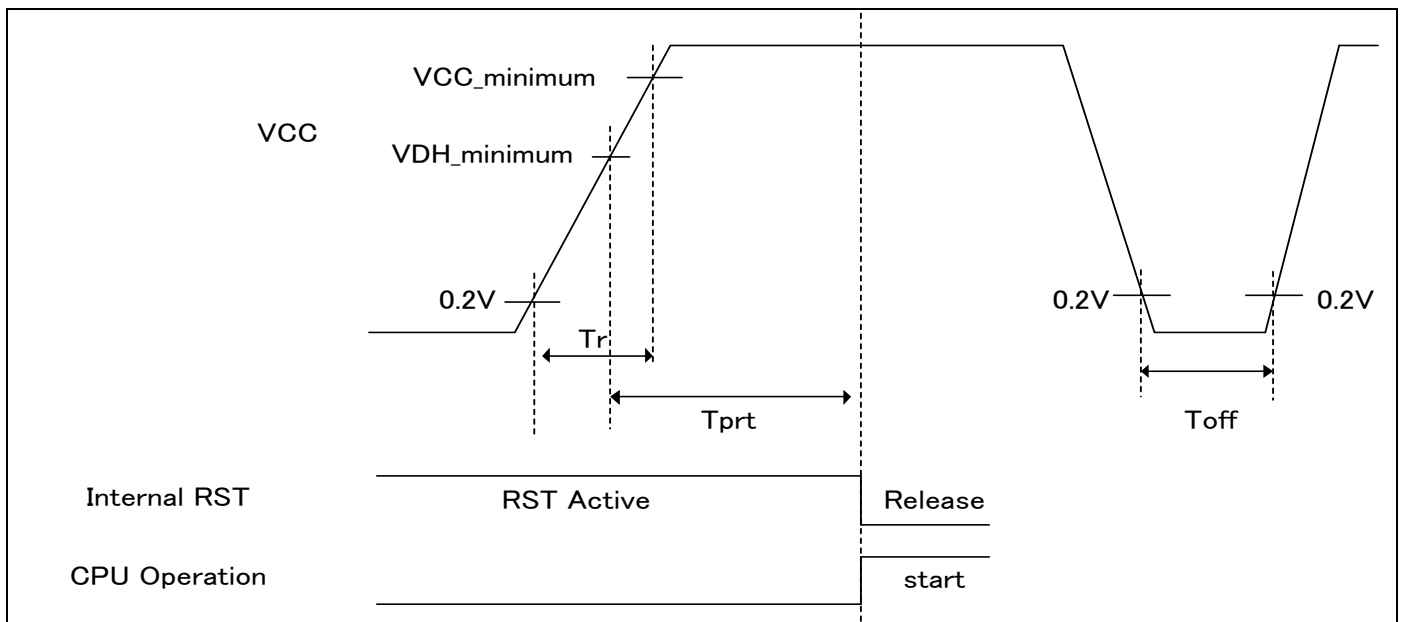 VCC_minimum
VCC
VDH_minimum
0.2V
0.2V
0.2V
Tr
Tprt
Toff
Internal RST
RST Active
Release
CPU Operation
start